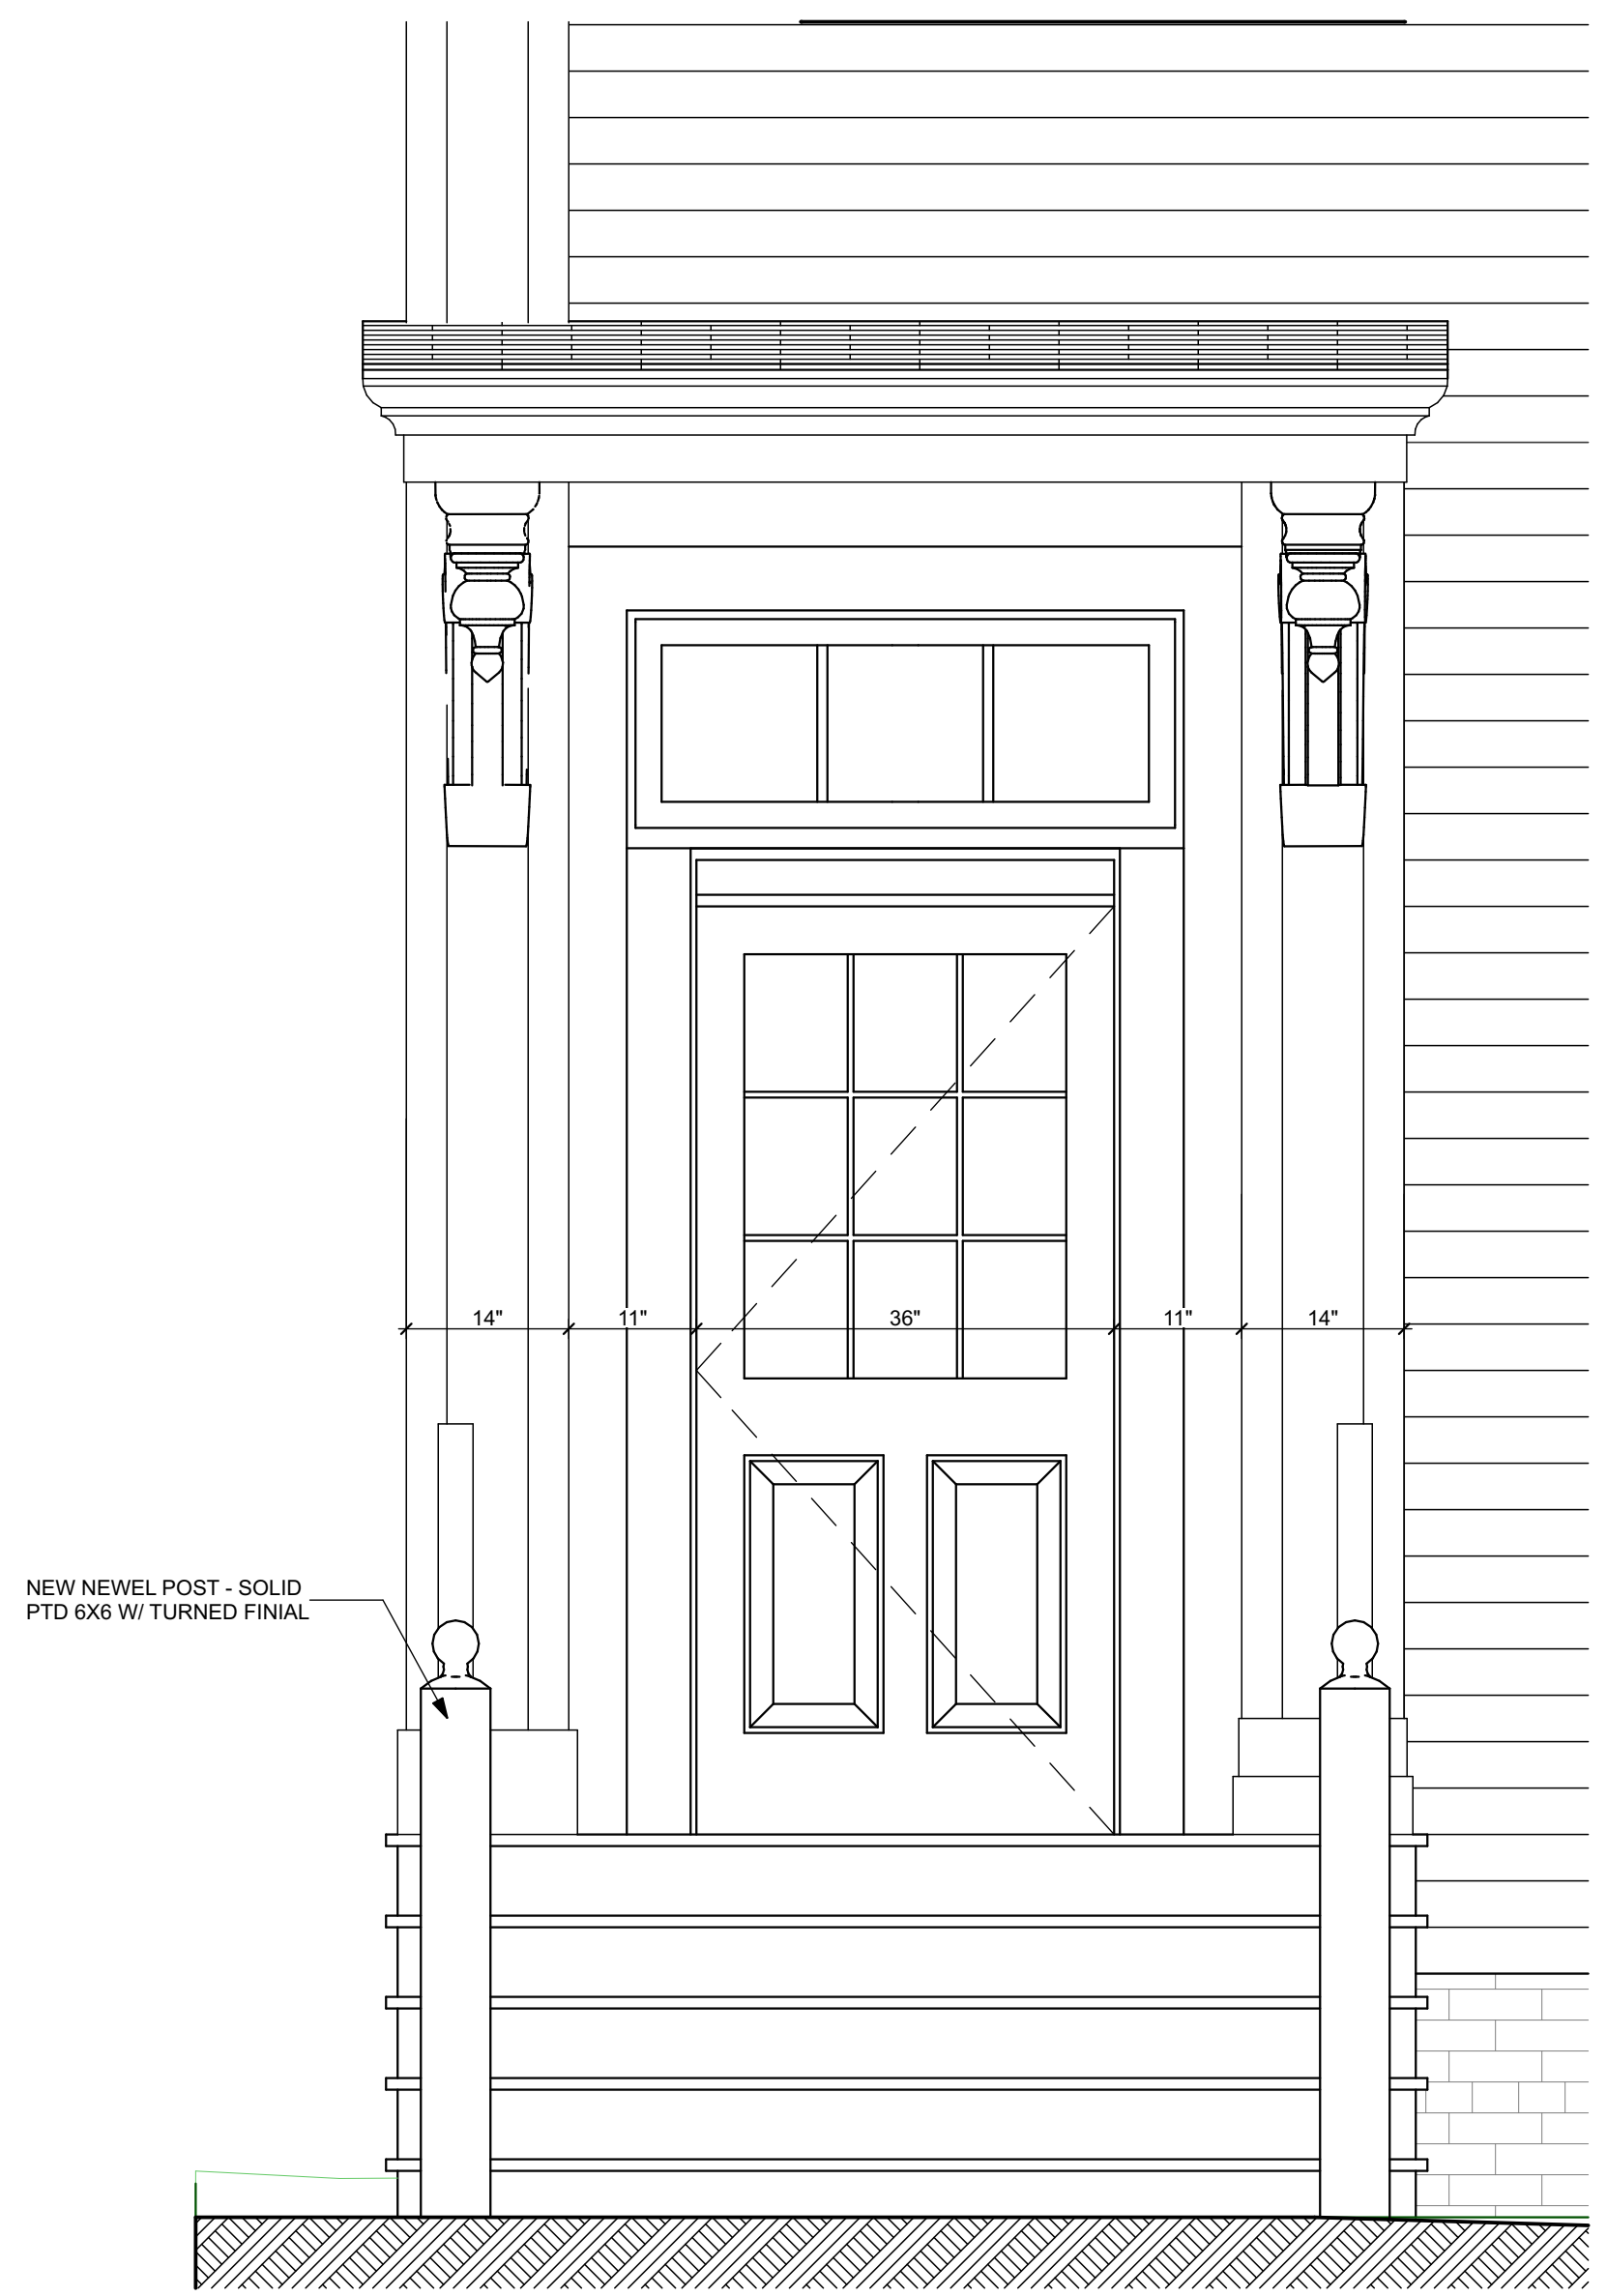 14" 11" 36" 11" 14"
NEW NEWEL POST - SOLID
PTD 6X6 W/ TURNED FINIAL